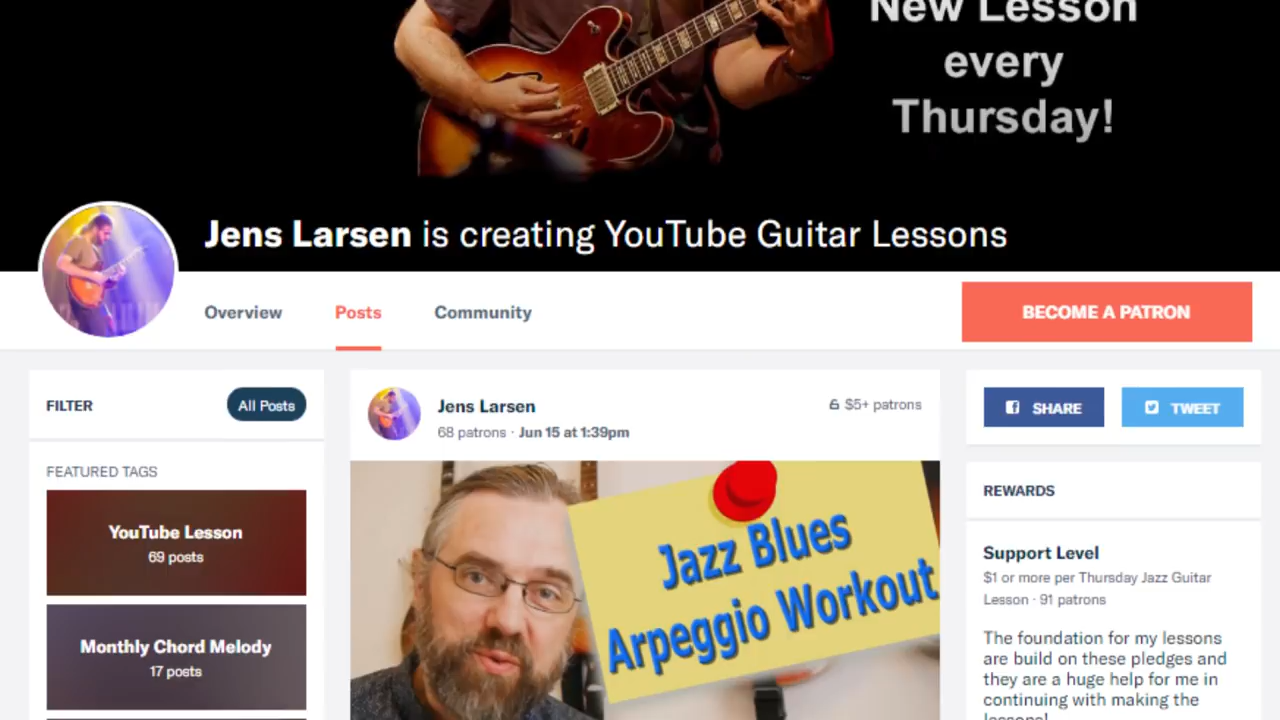 New Lesson
every
Thursday!
Jens Larsen is creating YouTube Guitar Lessons
Overview
Posts
Community
BECOME A PATRON
FILTER
All Posts
FEATURED TAGS
YouTube Lesson
69 posts
Monthly Chord Melody
17 posts
Jens Larsen
$5+ patrons
68 patrons · Jun 15 at 1:39pm
Jazz Blues
Arpeggio Workout
SHARE
TWEET
REWARDS
Support Level
$1 or more per Thursday Jazz Guitar
Lesson · 91 patrons
The foundation for my lessons
are build on these pledges and
they are a huge help for me in
continuing with making the
lessons!